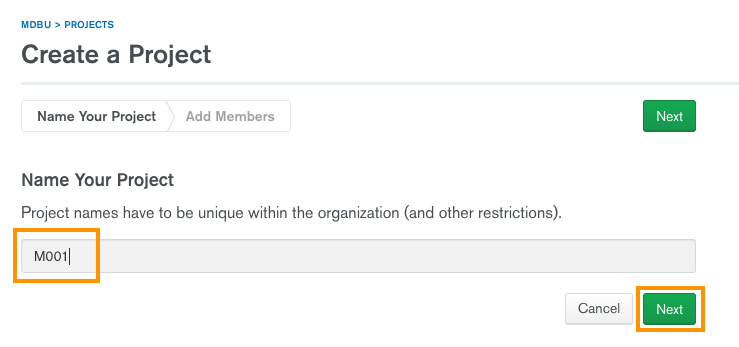 MDBU > PROJECTS
Create a Project
Name Your Project Add Members Next
Name Your Project
Project names have to be unique within the organization (and other restrictions).
M001
Cancel Next